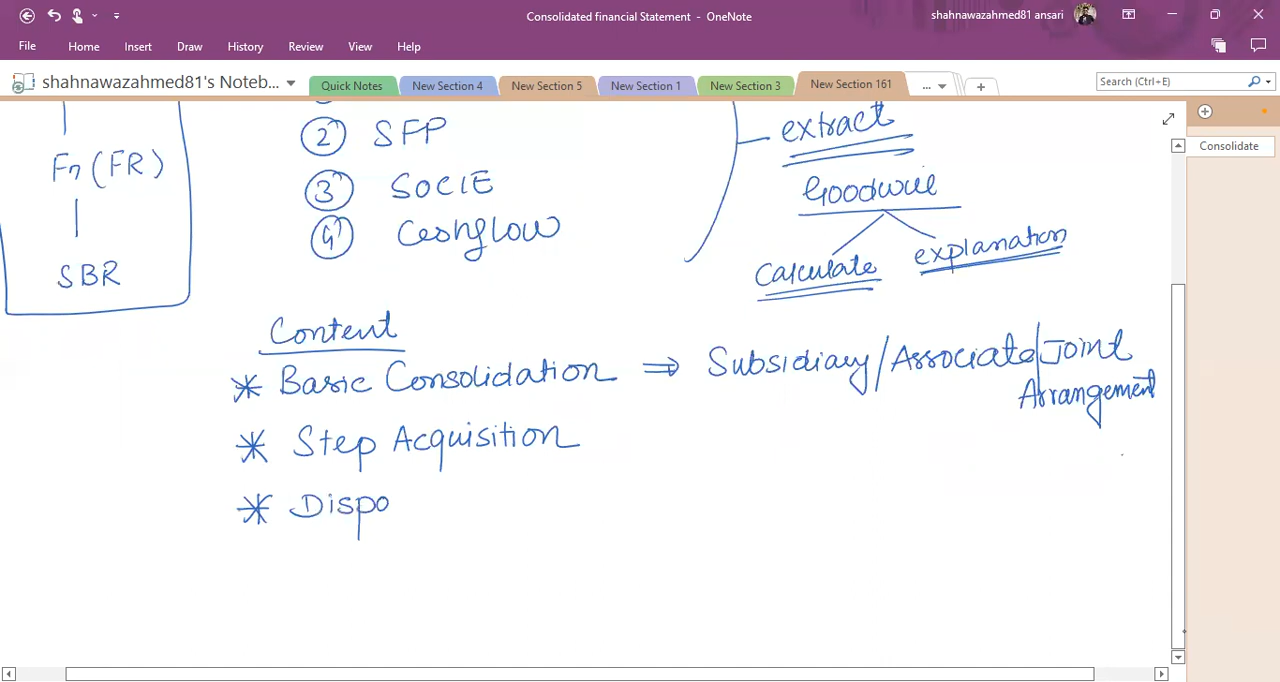 Consolidated financial Statement - OneNote
shahnawazahmed81 ansari
File Home Insert Draw History Review View Help
shahnawazahmed81's Noteb...
Quick Notes
New Section 4
New Section 5
New Section 1
New Section 3
New Section 161
...
Search (Ctrl+E)
Consolidate
Fn (FR)
SBR
2 SFP
3 SOCIE
4 Cashflow
extract
Goodwill
Calculate explanation
Content
* Basic Consolidation ⇒ Subsidiary/Associate/Joint
Arrangement
* Step Acquisition
* Dispo